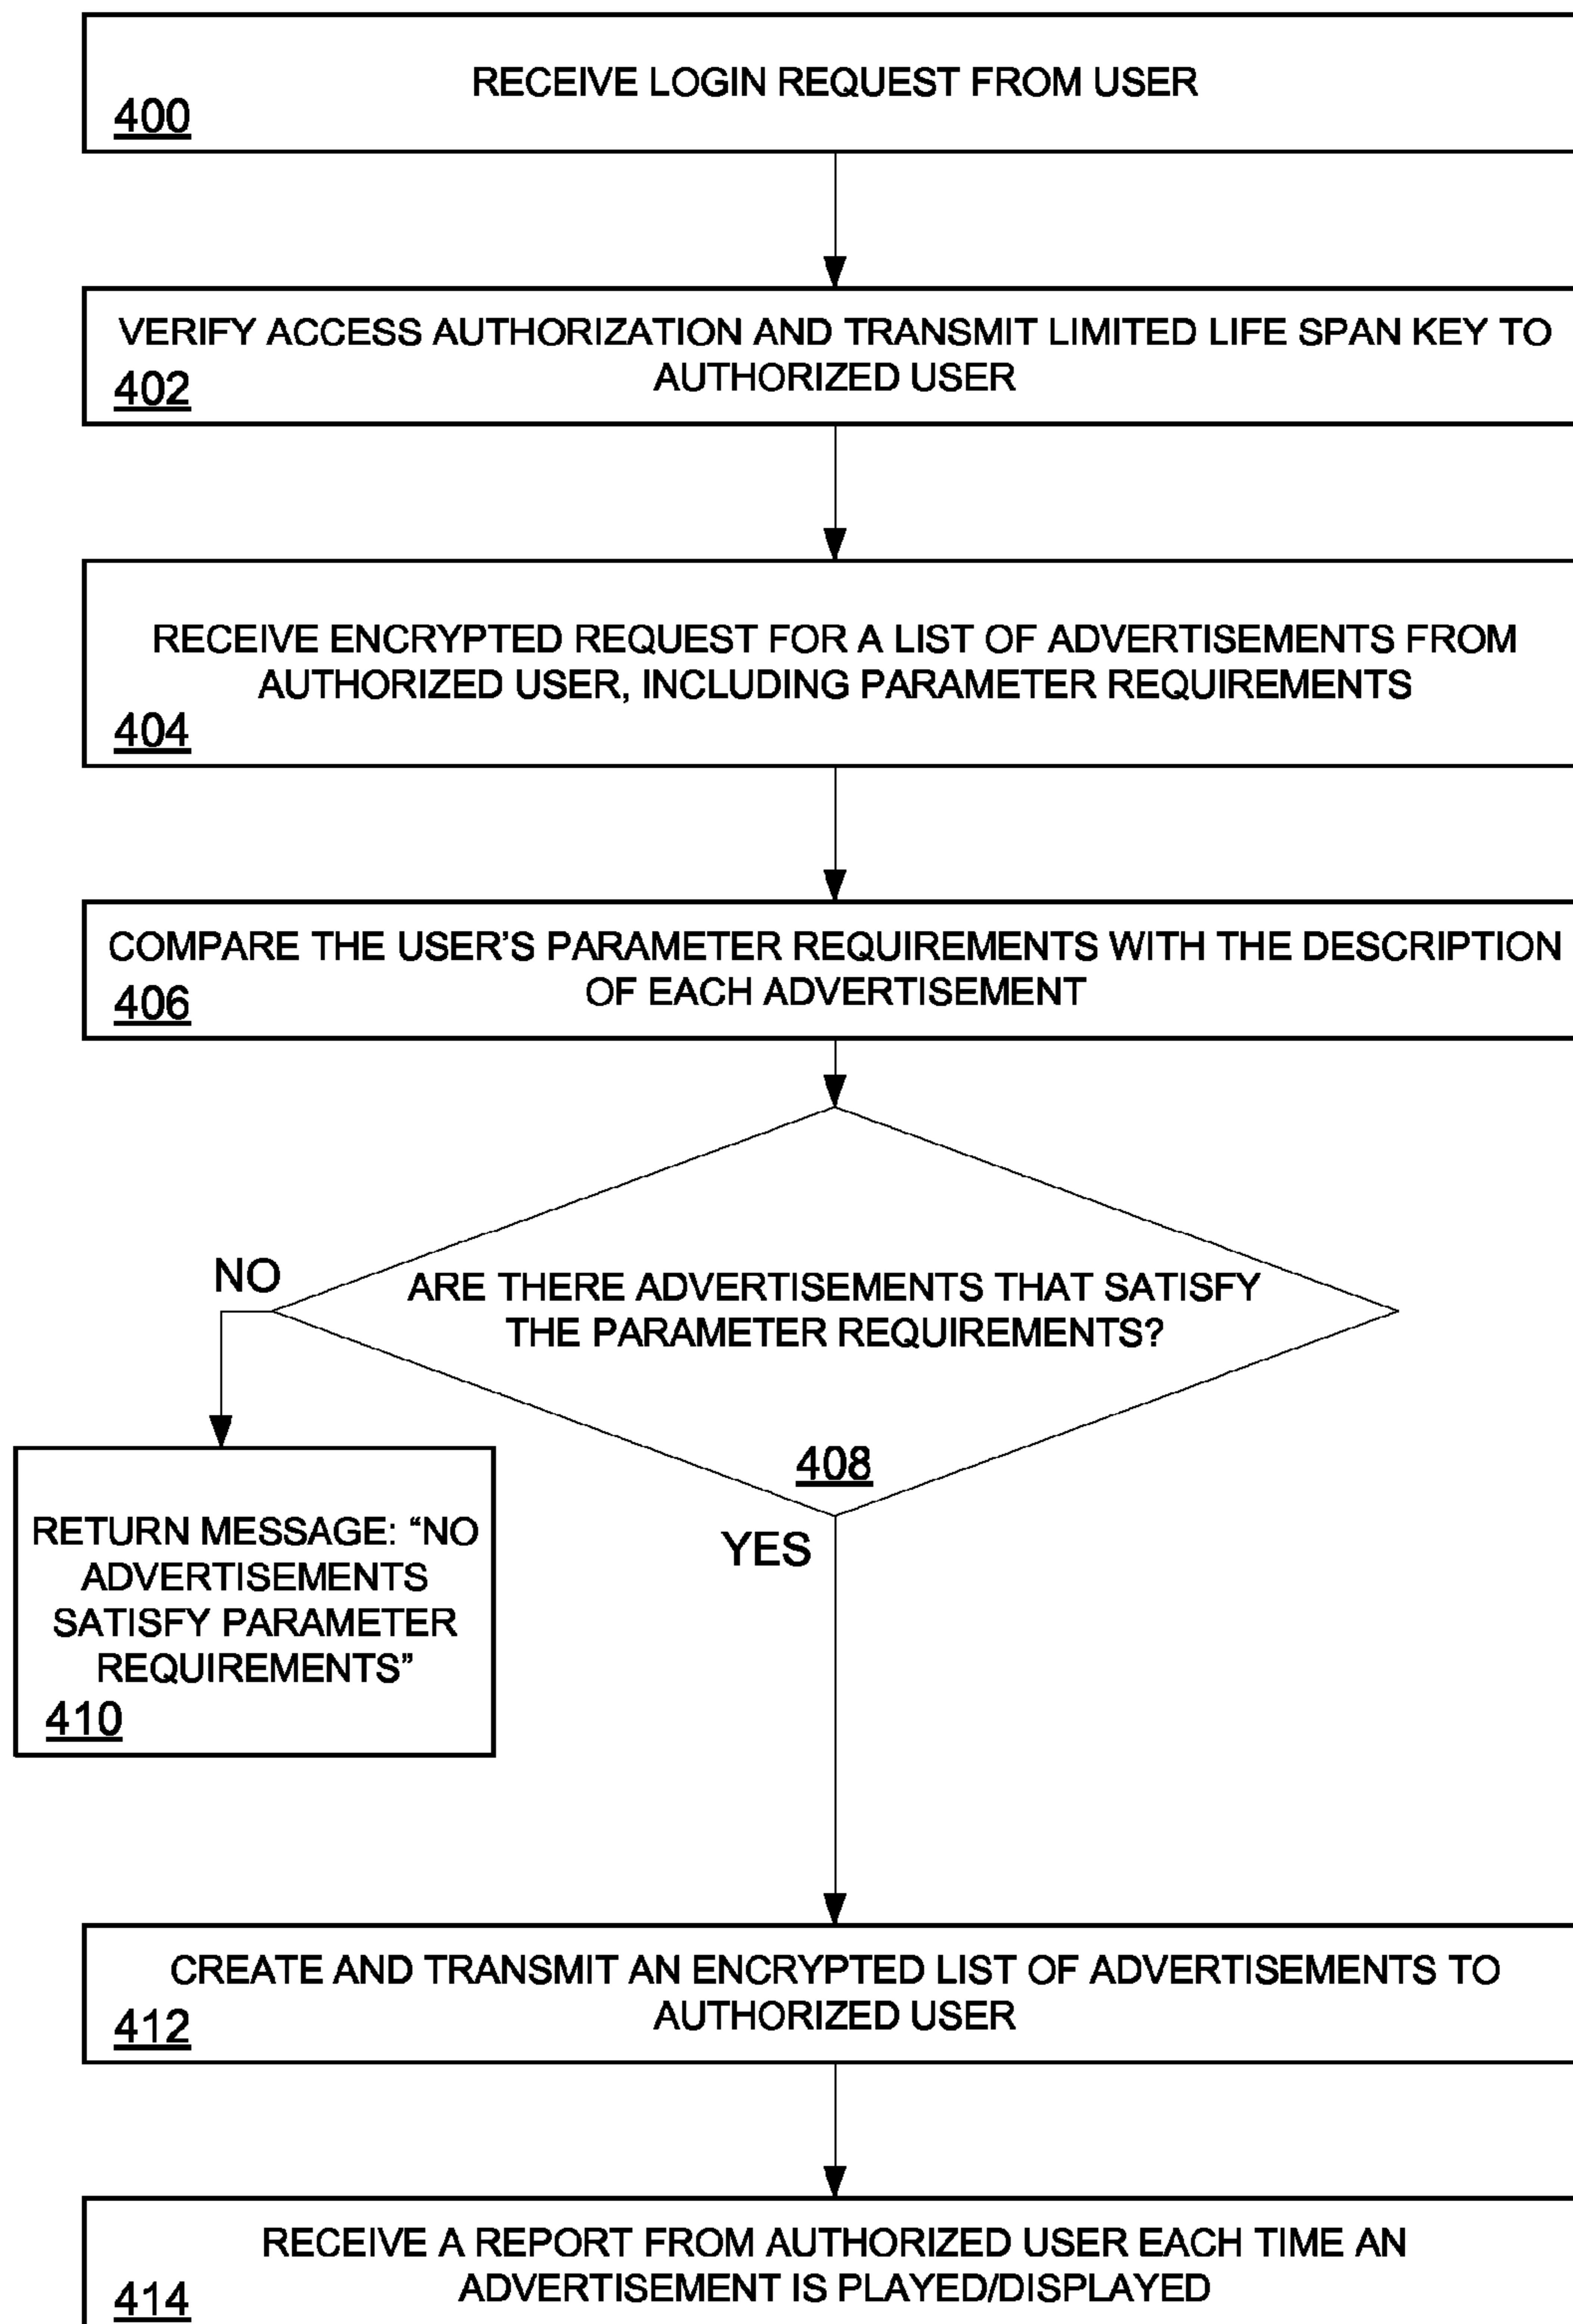 RECEIVE LOGIN REQUEST FROM USER
400
VERIFY ACCESS AUTHORIZATION AND TRANSMIT LIMITED LIFE SPAN KEY TO
AUTHORIZED USER
402
RECEIVE ENCRYPTED REQUEST FOR A LIST OF ADVERTISEMENTS FROM
AUTHORIZED USER, INCLUDING PARAMETER REQUIREMENTS
404
COMPARE THE USER'S PARAMETER REQUIREMENTS WITH THE DESCRIPTION
OF EACH ADVERTISEMENT
406
NO
ARE THERE ADVERTISEMENTS THAT SATISFY
THE PARAMETER REQUIREMENTS?
408
YES
RETURN MESSAGE: “NO
ADVERTISEMENTS
SATISFY PARAMETER
REQUIREMENTS”
410
CREATE AND TRANSMIT AN ENCRYPTED LIST OF ADVERTISEMENTS TO
AUTHORIZED USER
412
RECEIVE A REPORT FROM AUTHORIZED USER EACH TIME AN
ADVERTISEMENT IS PLAYED/DISPLAYED
414